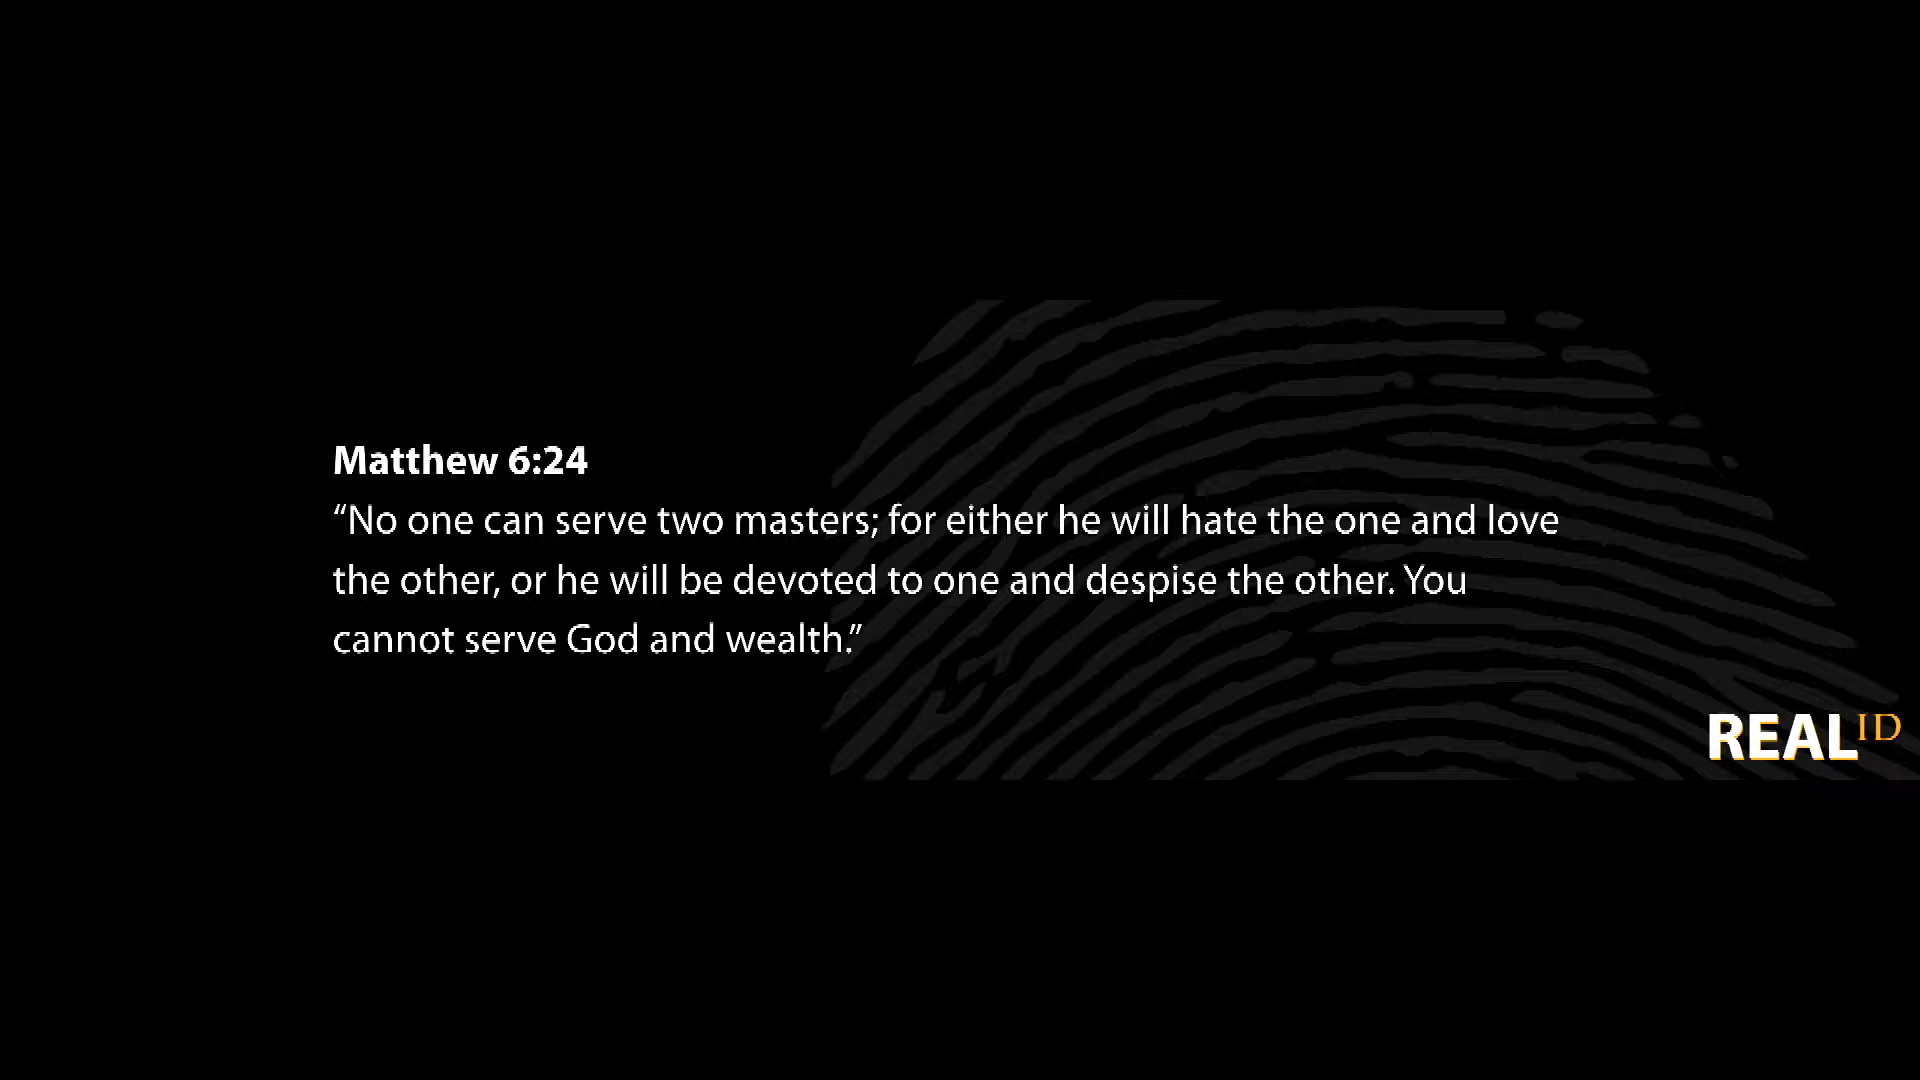 Matthew 6:24
“No one can serve two masters; for either he will hate the one and love
the other, or he will be devoted to one and despise the other. You
cannot serve God and wealth.”
REAL ID